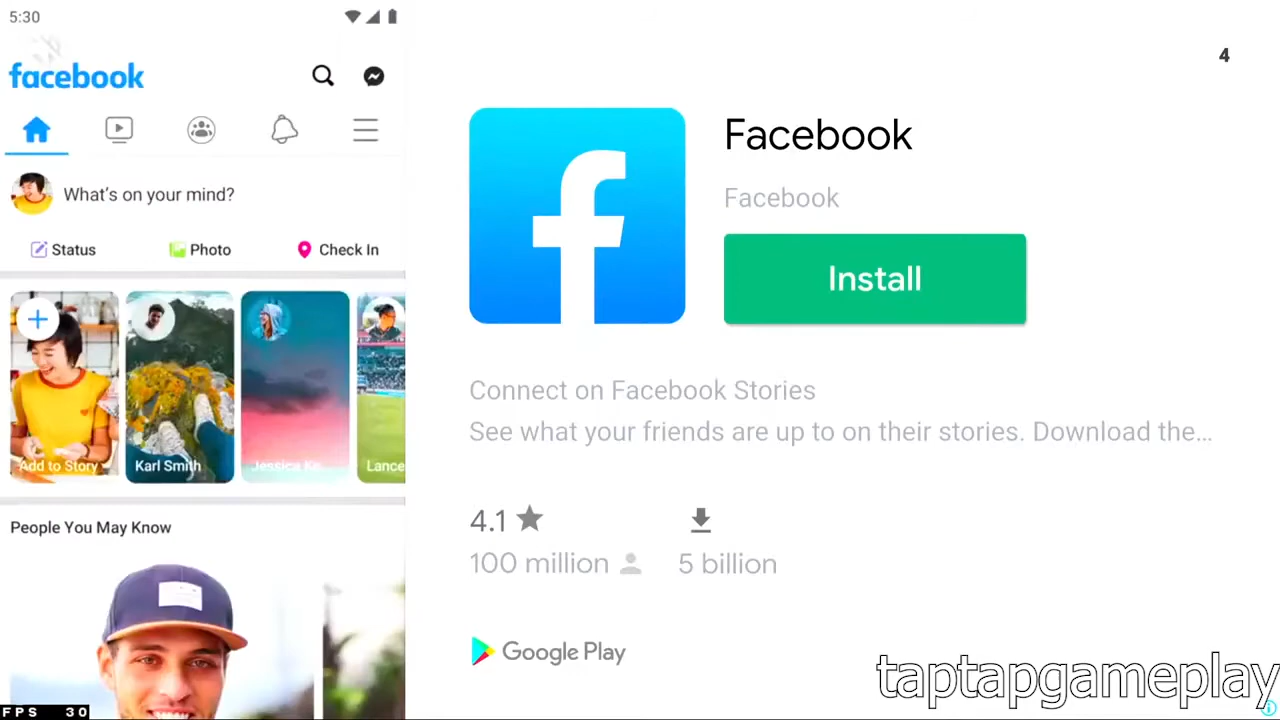 5:30
facebook
What's on your mind?
Status
Photo
Check In
Add to Story
Karl Smith
Jessica Ko...
Lance
People You May Know
FPS 30
4
Facebook
Facebook
Install
Connect on Facebook Stories
See what your friends are up to on their stories. Download the...
4.1
100 million
5 billion
Google Play
taptapgameplay